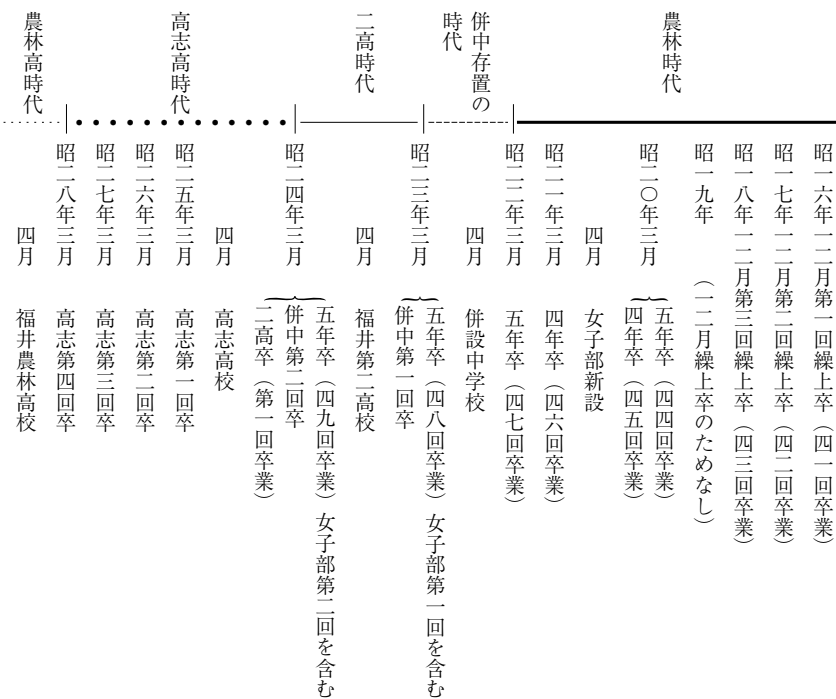 農林時代
併中存置の
時代
二高時代
高志高時代
農林高時代
昭一六年一二月第一回繰上卒（四一回卒業）
昭一七年一二月第二回繰上卒（四二回卒業）
昭一八年一二月第三回繰上卒（四三回卒業）
昭一九年　（一二月繰上卒のためなし）
昭二〇年三月
五年卒（四四回卒業）
四年卒（四五回卒業）
四月　女子部新設
昭二一年三月　四年卒（四六回卒業）
昭二二年三月　五年卒（四七回卒業）
四月　併設中学校
昭二三年三月
五年卒（四八回卒業）女子部第一回を含む
併中第一回卒
四月　福井第二高校
昭二四年三月
五年卒（四九回卒業）女子部第二回を含む
併中第二回卒
二高卒（第一回卒業）
四月　高志高校
昭二五年三月　高志第一回卒
昭二六年三月　高志第二回卒
昭二七年三月　高志第三回卒
昭二八年三月　高志第四回卒
四月　福井農林高校